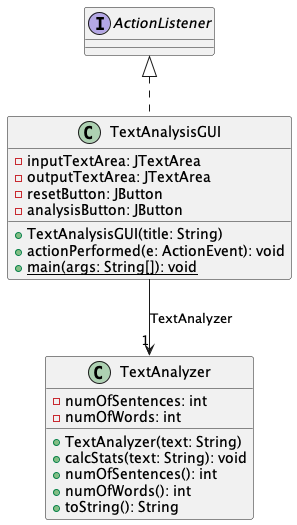 I ActionListener
C TextAnalysisGUI
inputTextArea: JTextArea
outputTextArea: JTextArea
resetButton: JButton
analysisButton: JButton
TextAnalysisGUI(title: String)
actionPerformed(e: ActionEvent): void
main(args: String[]): void
TextAnalyzer
1
C TextAnalyzer
numOfSentences: int
numOfWords: int
TextAnalyzer(text: String)
calcStats(text: String): void
numOfSentences(): int
numOfWords(): int
toString(): String